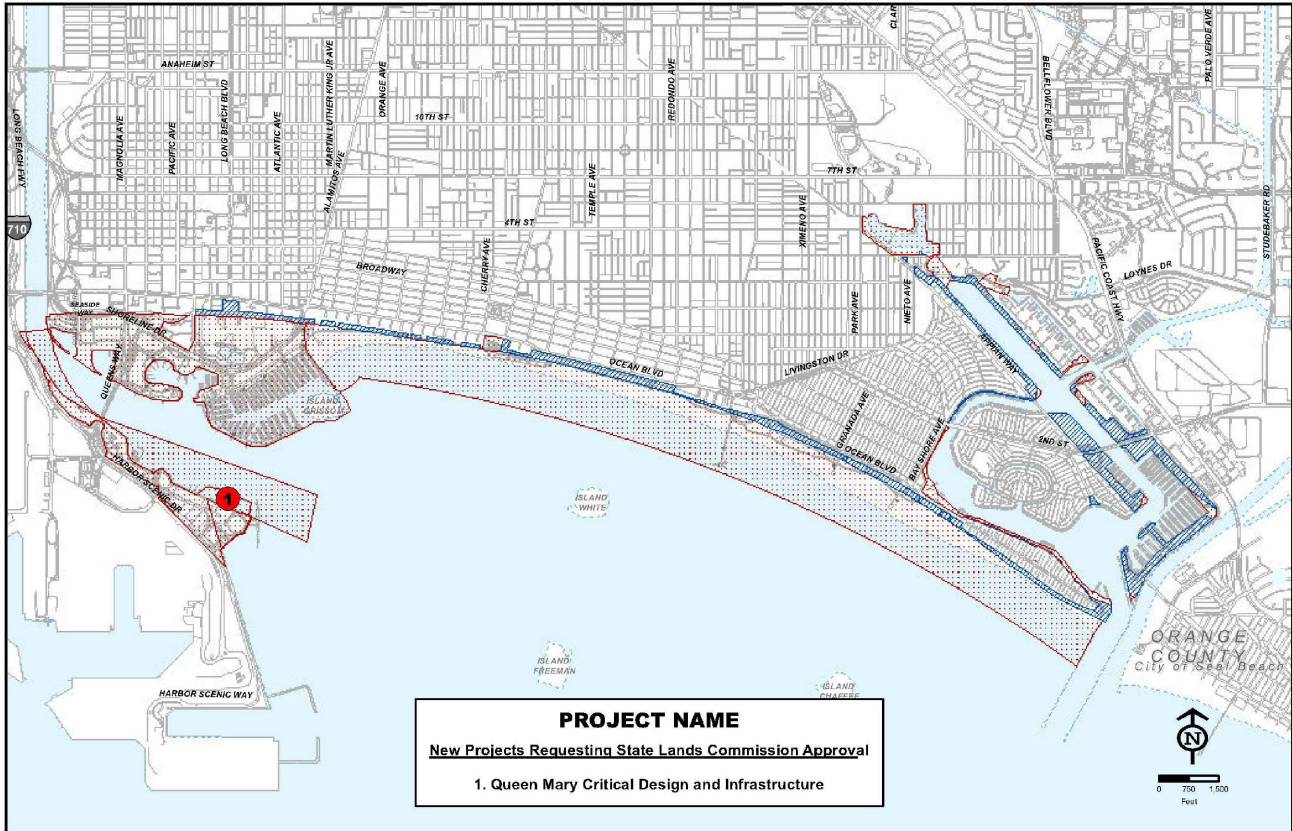 CLAR
ANAHEIM ST
BELLFLOWER BLVD
PALO VERDE AVE
LONG BEACH FWY
MAGNOLIA AVE
PACIFIC AVE
LONG BEACH BLVD
ATLANTIC AVE
MARTIN LUTHER KING JR AVE
ORANGE AVE
REDONDO AVE
10TH ST
ALAMITOS AVE
7TH ST
TEMPLE AVE
4TH ST
XIMENO AVE
STUDEBAKER RD
710
BROADWAY
CHERRY AVE
PACIFIC COAST HWY
LOYNES DR
SEASIDE
WAY
SHORELINE DR
PARK AVE
NIETO AVE
QUEENS WAY
OCEAN BLVD
LIVINGSTON DR
APPIAN WAY
ISLAND
GRISSOM
GRANADA AVE
2ND ST
BAY SHORE AVE
OCEAN BLVD
HARBOR SCENIC DR
1
ISLAND
WHITE
ORANGE
COUNTY
City of Seal Beach
ISLAND
FREEMAN
ISLAND
CHAFFEE
HARBOR SCENIC WAY
PROJECT NAME
New Projects Requesting State Lands Commission Approval
1. Queen Mary Critical Design and Infrastructure
N
0 750 1,500
Feet